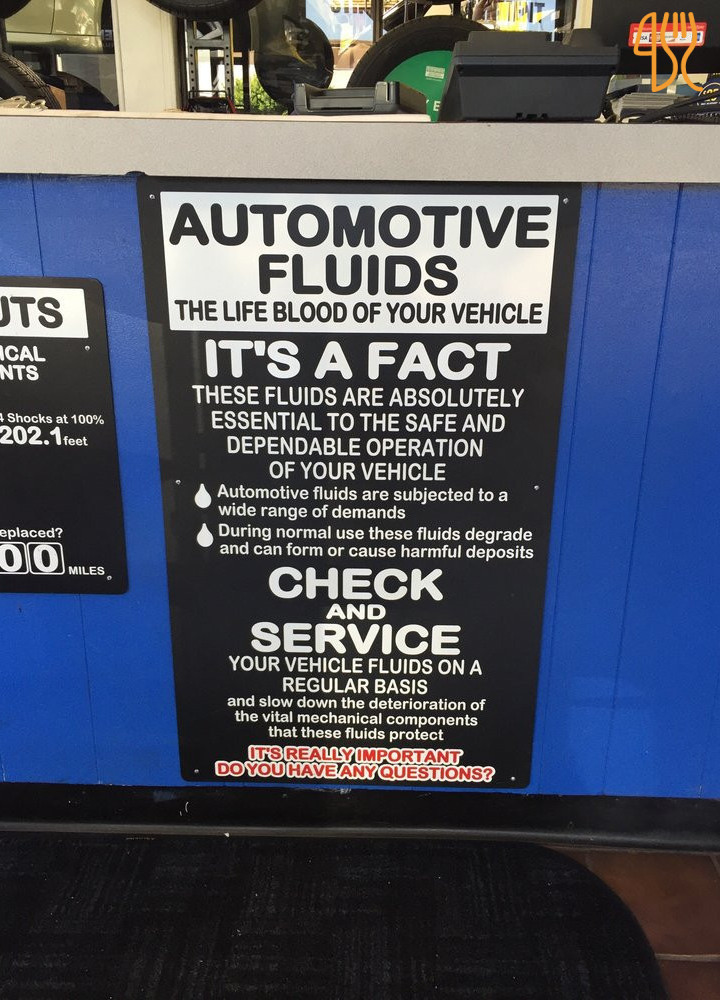 AUTOMOTIVE
FLUIDS
THE LIFE BLOOD OF YOUR VEHICLE
IT'S A FACT
THESE FLUIDS ARE ABSOLUTELY
ESSENTIAL TO THE SAFE AND
DEPENDABLE OPERATION
OF YOUR VEHICLE
Automotive fluids are subjected to a
wide range of demands
During normal use these fluids degrade
and can form or cause harmful deposits
CHECK
AND
SERVICE
YOUR VEHICLE FLUIDS ON A
REGULAR BASIS
and slow down the deterioration of
the vital mechanical components
that these fluids protect
IT'S REALLY IMPORTANT
DO YOU HAVE ANY QUESTIONS?
UTS
ICAL
NTS
4 Shocks at 100%
202.1 feet
eplaced?
00 MILES